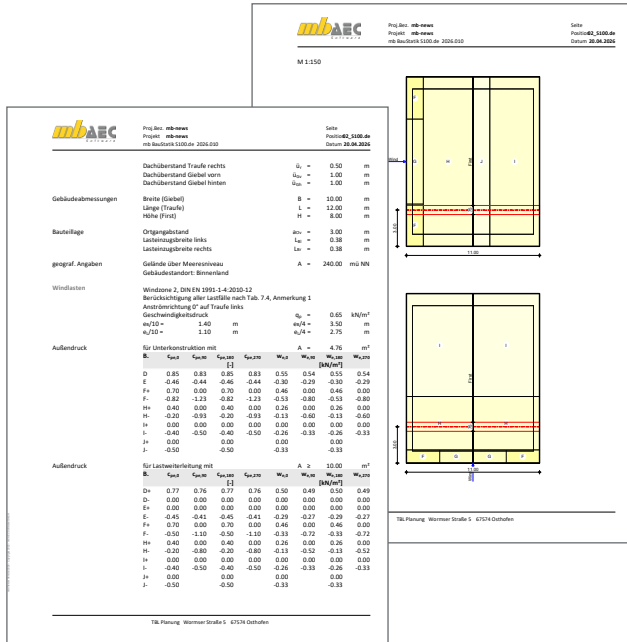 mbAEC
Software
Proj.Bez. mb-news
Projekt mb-news
mb BauStatik S100.de 2026.010
Seite
Position 02_S100.de
Datum 20.04.2026
M 1:150
F
G H J I
First
Wind
F
3.00
11.00
I I
First
H H
3.00
F G G F
11.00
Wind
TBL Planung Wormser Straße 5 67574 Osthofen
mbAEC
Software
Proj.Bez. mb-news
Projekt mb-news
mb BauStatik S100.de 2026.010
Seite
Position 02_S100.de
Datum 20.04.2026
Dachüberstand Traufe rechts ür = 0.50 m
Dachüberstand Giebel vorn üGv = 1.00 m
Dachüberstand Giebel hinten üGh = 1.00 m
Gebäudeabmessungen Breite (Giebel) B = 10.00 m
Länge (Traufe) L = 12.00 m
Höhe (First) H = 8.00 m
Bauteillage Ortgangabstand aOv = 3.00 m
Lasteinzugsbreite links LBl = 0.38 m
Lasteinzugsbreite rechts LBr = 0.38 m
geograf. Angaben Gelände über Meeresniveau A = 240.00 mü NN
Gebäudestandort: Binnenland
Windlasten Windzone 2, DIN EN 1991-1-4:2010-12
Berücksichtigung aller Lastfälle nach Tab. 7.4, Anmerkung 1
Anströmrichtung 0° auf Traufe links
Geschwindigkeitsdruck qp = 0.65 kN/m²
/10 = 1.40 m /4 = 3.50 m
/10 = 1.10 m /4 = 2.75 m
Außendruck für Unterkonstruktion mit A = 4.76 m²
B. cpe,0 cpe,90 cpe,180 cpe,270 we,0 we,90 we,180 we,270
[-] [kN/m²]
D 0.85 0.83 0.85 0.83 0.55 0.54 0.55 0.54
E -0.46 -0.44 -0.46 -0.44 -0.30 -0.29 -0.30 -0.29
F+ 0.70 0.00 0.70 0.00 0.46 0.00 0.46 0.00
F- -0.82 -1.23 -0.82 -1.23 -0.53 -0.80 -0.53 -0.80
H+ 0.40 0.00 0.40 0.00 0.26 0.00 0.26 0.00
H- -0.20 -0.93 -0.20 -0.93 -0.13 -0.60 -0.13 -0.60
I+ 0.00 0.00 0.00 0.00 0.00 0.00 0.00 0.00
I- -0.40 -0.50 -0.40 -0.50 -0.26 -0.33 -0.26 -0.33
J+ 0.00 0.00 0.00 0.00
J- -0.50 -0.50 -0.33 -0.33
Außendruck für Lastweiterleitung mit A ≥ 10.00 m²
B. cpe,0 cpe,90 cpe,180 cpe,270 we,0 we,90 we,180 we,270
[-] [kN/m²]
D+ 0.77 0.76 0.77 0.76 0.50 0.49 0.50 0.49
D- 0.00 0.00 0.00 0.00 0.00 0.00 0.00 0.00
E+ 0.00 0.00 0.00 0.00 0.00 0.00 0.00 0.00
E- -0.45 -0.41 -0.45 -0.41 -0.29 -0.27 -0.29 -0.27
F+ 0.70 0.00 0.70 0.00 0.46 0.00 0.46 0.00
F- -0.50 -1.10 -0.50 -1.10 -0.33 -0.72 -0.33 -0.72
H+ 0.40 0.00 0.40 0.00 0.26 0.00 0.26 0.00
H- -0.20 -0.80 -0.20 -0.80 -0.13 -0.52 -0.13 -0.52
I+ 0.00 0.00 0.00 0.00 0.00 0.00 0.00 0.00
I- -0.40 -0.50 -0.40 -0.50 -0.26 -0.33 -0.26 -0.33
J+ 0.00 0.00 0.00 0.00
J- -0.50 -0.50 -0.33 -0.33
TBL Planung Wormser Straße 5 67574 Osthofen